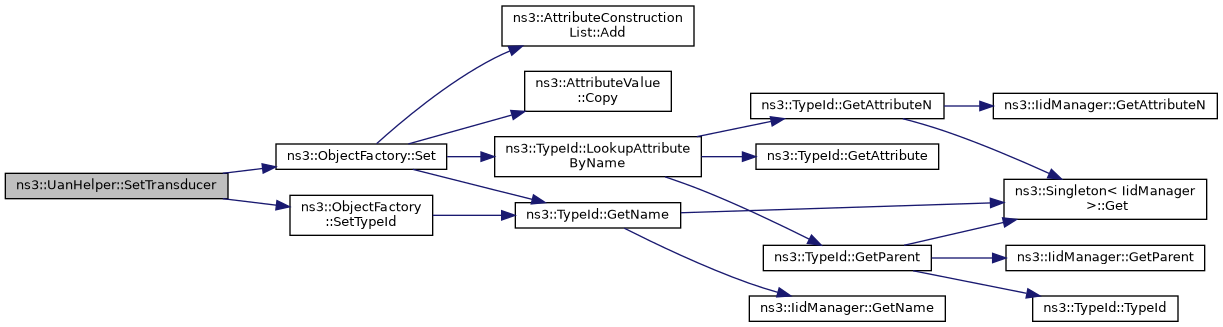 ns3::UanHelper::SetTransducer
ns3::ObjectFactory::Set
ns3::ObjectFactory
::SetTypeId
ns3::AttributeConstruction
List::Add
ns3::AttributeValue
::Copy
ns3::TypeId::LookupAttribute
ByName
ns3::TypeId::GetName
ns3::TypeId::GetAttributeN
ns3::TypeId::GetAttribute
ns3::TypeId::GetParent
ns3::IidManager::GetName
ns3::IidManager::GetAttributeN
ns3::Singleton< IidManager
>::Get
ns3::IidManager::GetParent
ns3::TypeId::TypeId